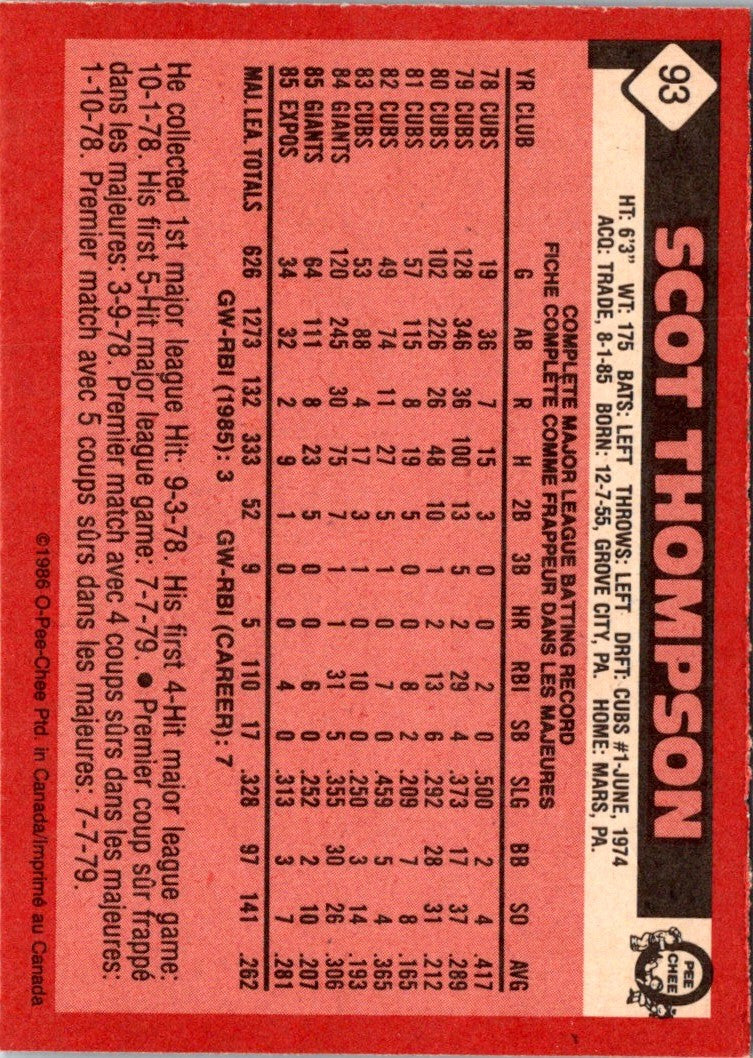 93
SCOT THOMPSON
O PEE CHEE
HT: 6'3" WT: 175 BATS: LEFT THROWS: LEFT DRFT: CUBS #1-JUNE, 1974
ACQ: TRADE, 8-1-85 BORN: 12-7-55, GROVE CITY, PA. HOME: MARS, PA.
COMPLETE MAJOR LEAGUE BATTING RECORD
FICHE COMPLÈTE COMME FRAPPEUR DANS LES MAJEURES
YR CLUB G AB R H 2B 3B HR RBI SB SLG BB SO AVG
78 CUBS 19 36 7 15 3 0 0 2 0 .500 2 4 .417
79 CUBS 128 346 36 100 13 5 2 29 4 .373 17 37 .289
80 CUBS 102 226 26 48 10 1 2 13 6 .292 28 31 .212
81 CUBS 57 115 8 19 5 0 0 8 2 .209 7 8 .165
82 CUBS 49 74 11 27 5 1 0 7 0 .459 5 4 .365
83 CUBS 53 88 4 17 3 1 0 10 0 .250 3 14 .193
84 GIANTS 120 245 30 75 7 1 1 31 5 .355 30 26 .306
85 GIANTS 64 111 8 23 5 0 0 6 0 .252 2 10 .207
85 EXPOS 34 32 2 9 1 0 0 4 0 .313 3 7 .281
MAJ. LEA. TOTALS 626 1273 132 333 52 9 5 110 17 .328 97 141 .262
GW-RBI (1985): 3 GW-RBI (CAREER): 7
He collected 1st major league Hit: 9-3-78. His first 4-Hit major league game:
10-1-78. His first 5-Hit major league game: 7-7-79. ● Premier coup sûr frappé
dans les majeures: 3-9-78. Premier match avec 4 coups sûrs dans les majeures:
1-10-78. Premier match avec 5 coups sûrs dans les majeures: 7-7-79.
©1986 O-Pee-Chee Ptd. in Canada/Imprimé au Canada